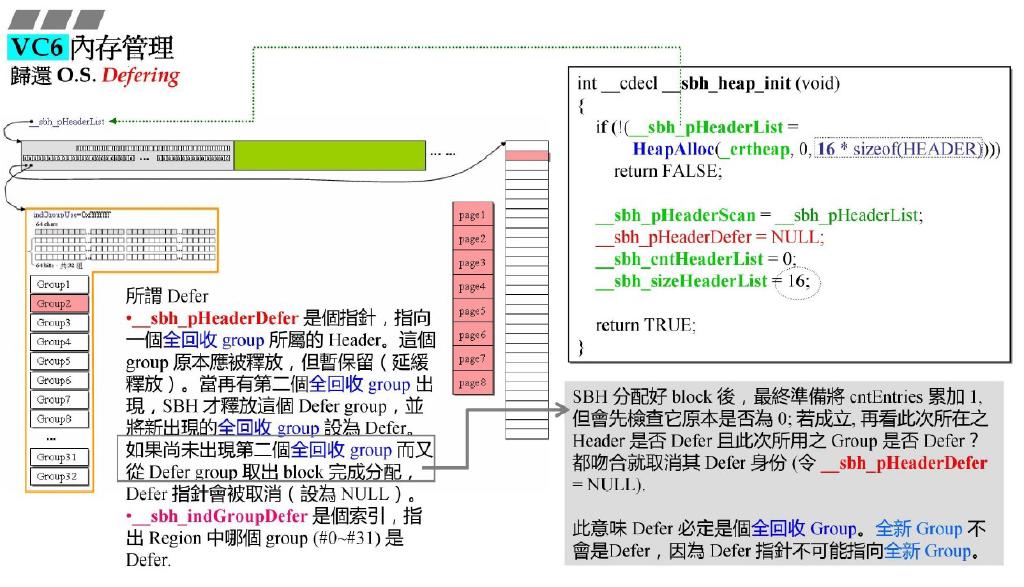 VC6 內存管理
歸還 O.S. Defering
__sbh_pHeaderList
... ...
...
indGroupUse=0xffffffff
64 chars
64 bits，共32 組
Group1
Group2
Group3
Group4
Group5
Group6
Group7
Group8
...
Group31
Group32
page1
page2
page3
page4
page5
page6
page7
page8
所謂 Defer
•__sbh_pHeaderDefer 是個指針，指向
一個全回收 group 所屬的 Header。這個
group 原本應被釋放，但暫保留（延緩
釋放）。當再有第二個全回收 group 出
現，SBH 才釋放這個 Defer group，並
將新出現的全回收 group 設為 Defer。
如果尚未出現第二個全回收 group 而又
從 Defer group 取出 block 完成分配，
Defer 指針會被取消（設為 NULL）。
•__sbh_indGroupDefer 是個索引，指
出 Region 中哪個 group (#0~#31) 是
Defer.
int __cdecl __sbh_heap_init (void)
{
if (!(__sbh_pHeaderList =
HeapAlloc(_crtheap, 0, 16 * sizeof(HEADER))))
return FALSE;
__sbh_pHeaderScan = __sbh_pHeaderList;
__sbh_pHeaderDefer = NULL;
__sbh_cntHeaderList = 0;
__sbh_sizeHeaderList = 16;
return TRUE;
}
SBH 分配好 block 後，最終準備將 cntEntries 累加 1,
但會先檢查它原本是否為 0; 若成立, 再看此次所在之
Header 是否 Defer 且此次所用之 Group 是否 Defer？
都吻合就取消其 Defer 身份 (令 __sbh_pHeaderDefer
= NULL).
此意味 Defer 必定是個全回收 Group。全新 Group 不
會是Defer，因為 Defer 指針不可能指向全新 Group。